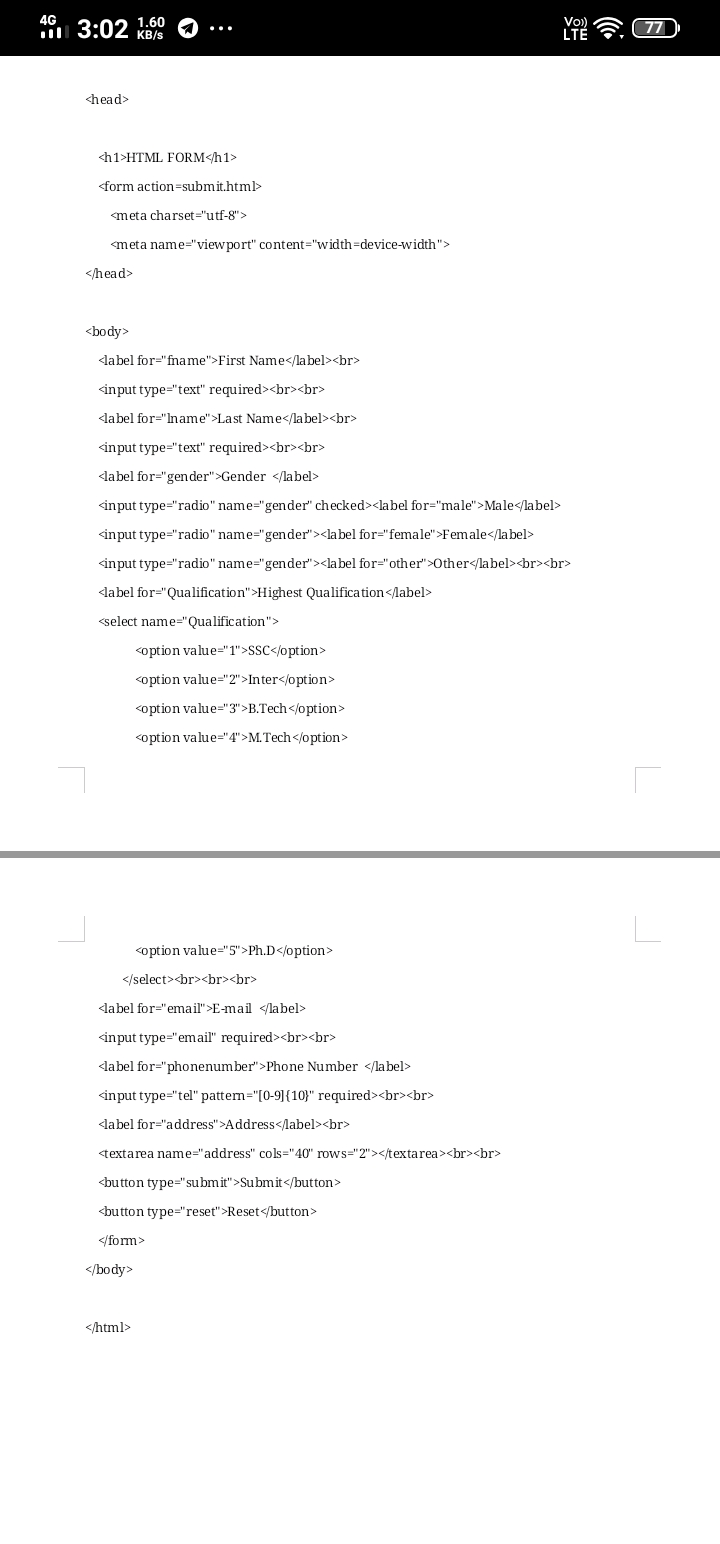 4G 3:02 1.60 KB/s Vo)) LTE 77
<head>
<h1>HTML FORM</h1>
<form action=submit.html>
<meta charset="utf-8">
<meta name="viewport" content="width=device-width">
</head>
<body>
<label for="fname">First Name</label><br>
<input type="text" required><br><br>
<label for="lname">Last Name</label><br>
<input type="text" required><br><br>
<label for="gender">Gender  </label>
<input type="radio" name="gender" checked><label for="male">Male</label>
<input type="radio" name="gender"><label for="female">Female</label>
<input type="radio" name="gender"><label for="other">Other</label><br><br>
<label for="Qualification">Highest Qualification</label>
<select name="Qualification">
<option value="1">SSC</option>
<option value="2">Inter</option>
<option value="3">B.Tech</option>
<option value="4">M.Tech</option>
<option value="5">Ph.D</option>
</select><br><br><br>
<label for="email">E-mail  </label>
<input type="email" required><br><br>
<label for="phonenumber">Phone Number  </label>
<input type="tel" pattern="[0-9]{10}" required><br><br>
<label for="address">Address</label><br>
<textarea name="address" cols="40" rows="2"></textarea><br><br>
<button type="submit">Submit</button>
<button type="reset">Reset</button>
</form>
</body>
</html>